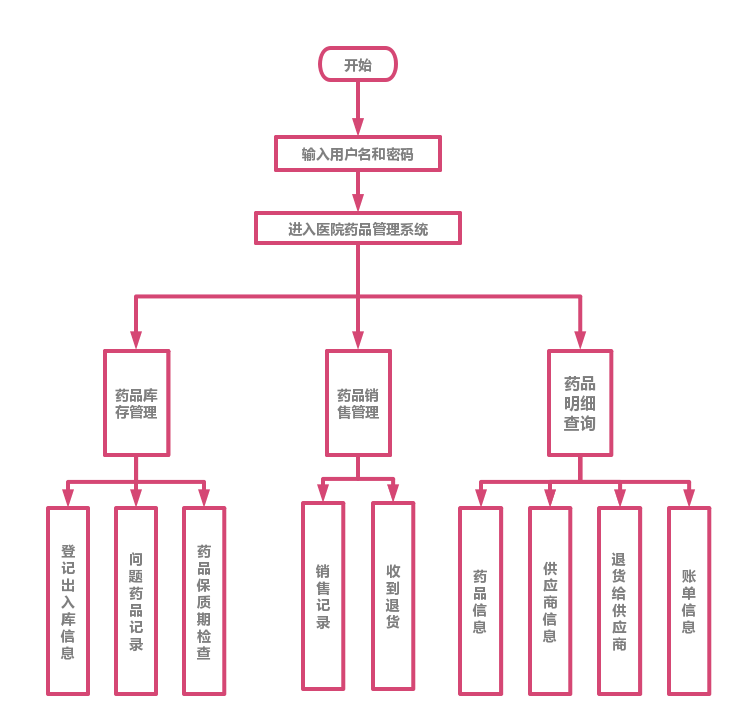 开始
输入用户名和密码
进入医院药品管理系统
药品库
存管理
药品销
售管理
药品
明细
查询
登记出入库信息
问题药品记录
药品保质期检查
销售记录
收到退货
药品信息
供应商信息
退货给供应商
账单信息